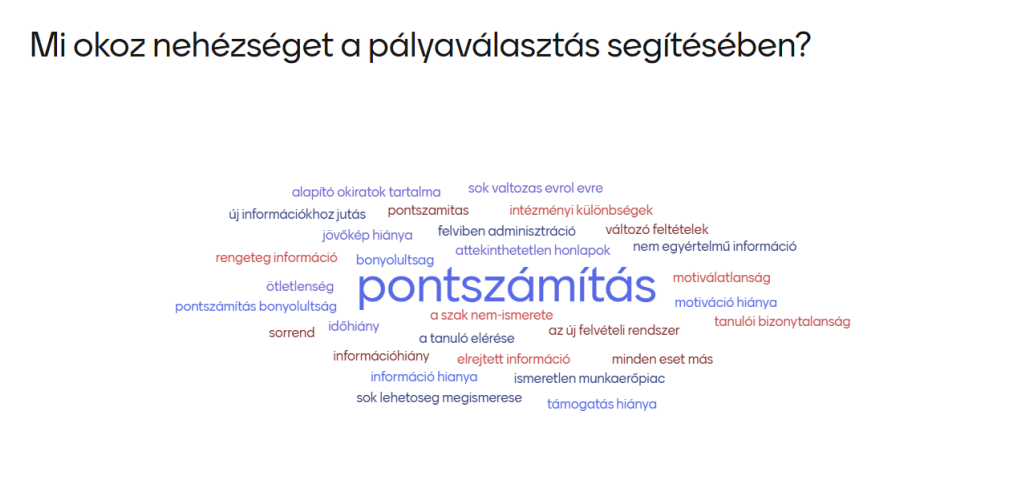 Mi okoz nehézséget a pályaválasztás segítésében?
alapító okiratok tartalma
sok valtozas evrol evre
új információkhoz jutás
pontszamitas
intézményi különbségek
jövőkép hiánya
felviben adminisztráció
változó feltételek
rengeteg információ
bonyolultsag
attekinthetetlen honlapok
nem egyértelmű információ
ötletlenség
pontszámítás
motiválatlanság
pontszámítás bonyolultság
motiváció hiánya
sorrend
időhiány
a szak nem-ismerete
a tanuló elérése
az új felvételi rendszer
tanulói bizonytalanság
információhiány
elrejtett információ
minden eset más
információ hianya
ismeretlen munkaerőpiac
sok lehetoseg megismerese
támogatás hiánya